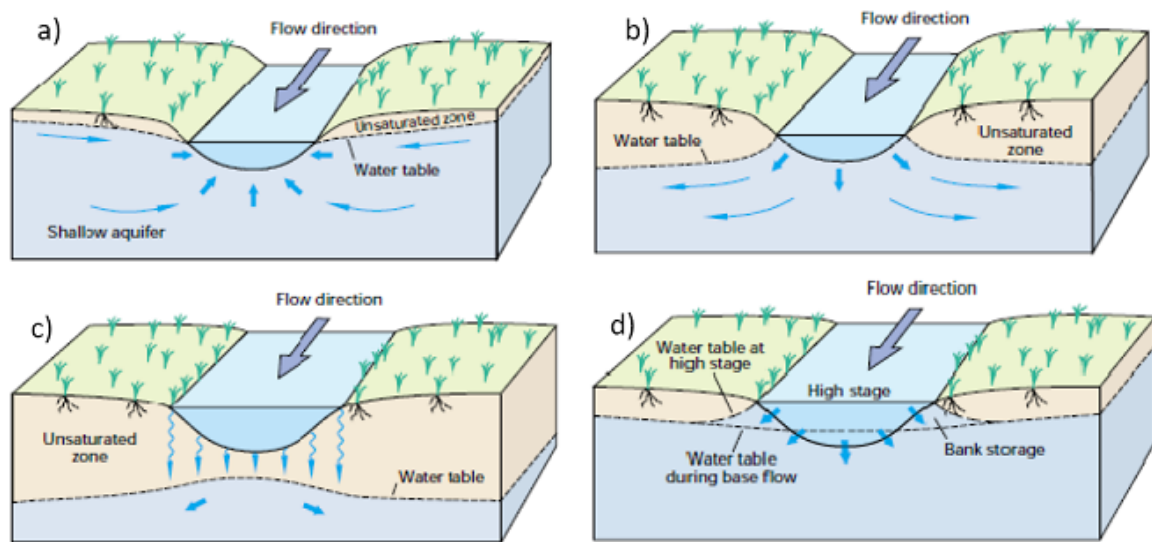 a)
Flow direction
Unsaturated zone
Water table
Shallow aquifer
b)
Flow direction
Water table
Unsaturated
zone
c)
Flow direction
Unsaturated
zone
Water table
d)
Flow direction
Water table at
high stage
High stage
Bank storage
Water table
during base flow